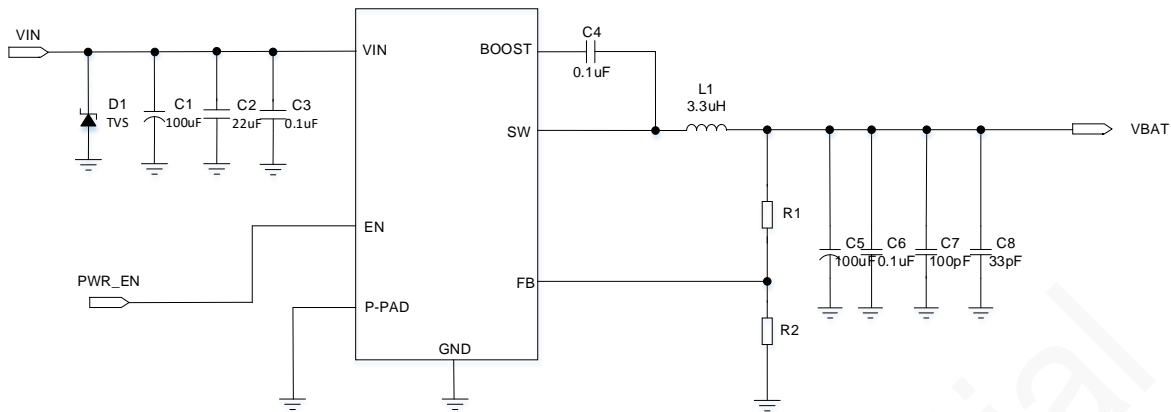 VIN
D1
TVS
C1
100uF
C2
22uF
C3
0.1uF
VIN
BOOST
C4
0.1uF
SW
L1
3.3uH
VBAT
EN
PWR_EN
P-PAD
GND
FB
R1
R2
C5
100uF
C6
0.1uF
C7
100pF
C8
33pF